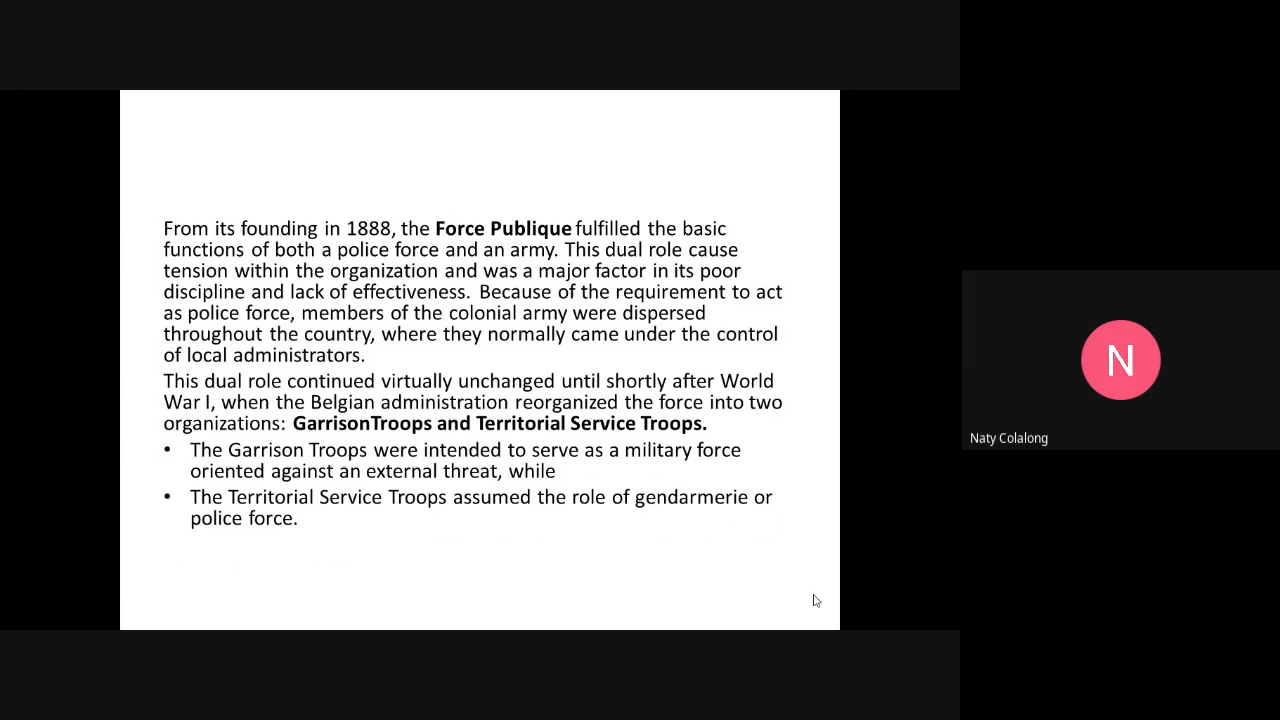 From its founding in 1888, the Force Publique fulfilled the basic
functions of both a police force and an army. This dual role cause
tension within the organization and was a major factor in its poor
discipline and lack of effectiveness. Because of the requirement to act
as police force, members of the colonial army were dispersed
throughout the country, where they normally came under the control
of local administrators.
This dual role continued virtually unchanged until shortly after World
War I, when the Belgian administration reorganized the force into two
organizations: GarrisonTroops and Territorial Service Troops.
• The Garrison Troops were intended to serve as a military force
oriented against an external threat, while
• The Territorial Service Troops assumed the role of gendarmerie or
police force.
N
Naty Colalong